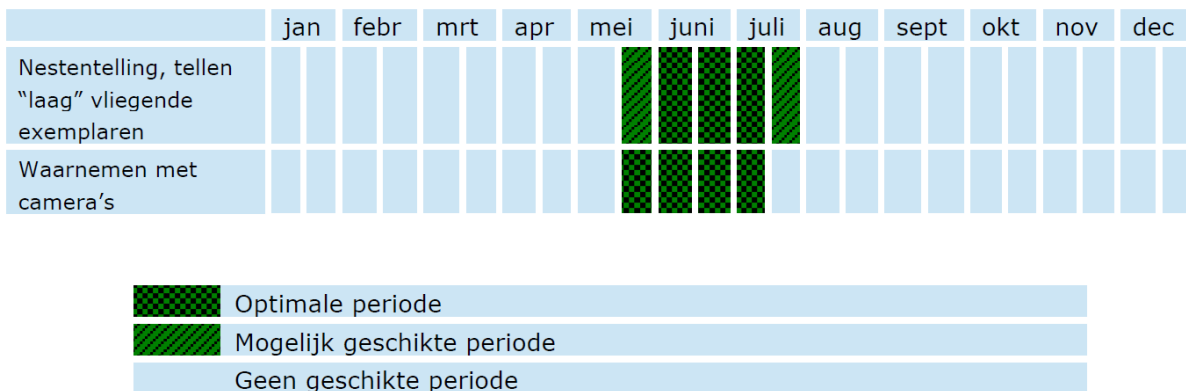 jan febr mrt apr mei juni juli aug sept okt nov dec
Nestentelling, tellen
“laag” vliegende
exemplaren
Waarnemen met
camera’s
Optimale periode
Mogelijk geschikte periode
Geen geschikte periode